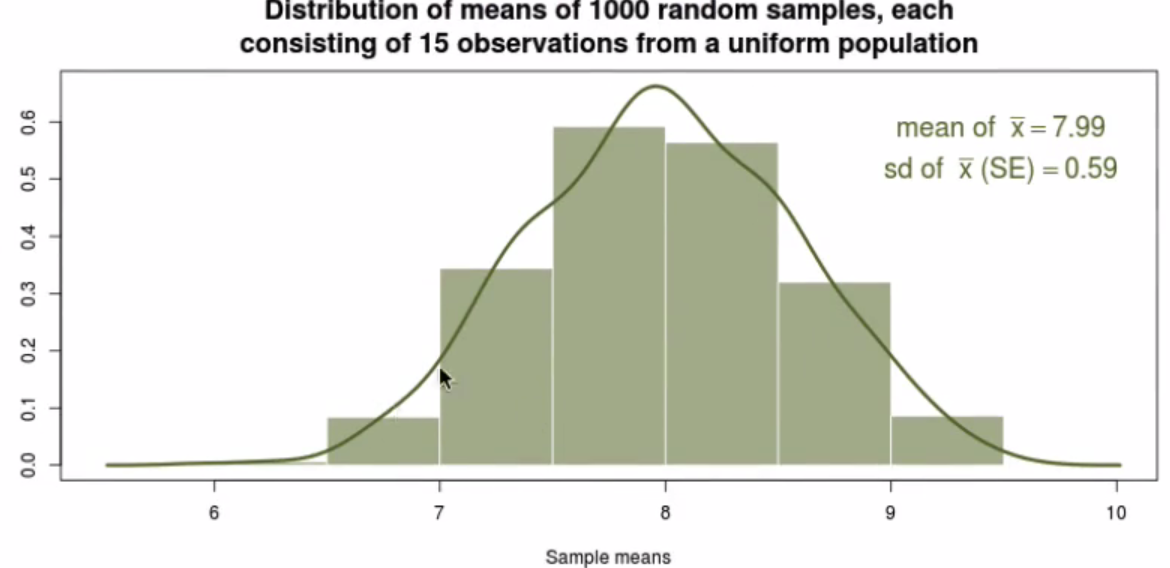 Distribution of means of 1000 random samples, each
consisting of 15 observations from a uniform population
mean of x̅ = 7.99
sd of x̅ (SE) = 0.59
0.6
0.5
0.4
0.3
0.2
0.1
0.0
6 7 8 9 10
Sample means